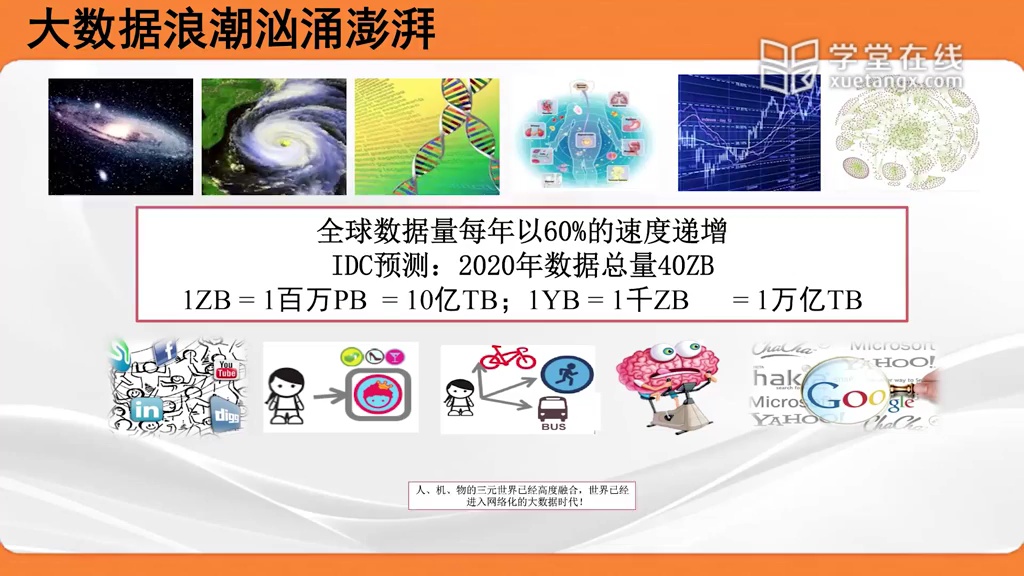 大数据浪潮汹涌澎湃
学堂在线
xuetangx.com
全球数据量每年以60%的速度递增
IDC预测：2020年数据总量40ZB
1ZB = 1百万PB = 10亿TB；1YB = 1千ZB = 1万亿TB
f
You
Tube
in
digg
BUS
ChaCha
Microsoft
YAHOO!
hak
Micros
Google
YAHOO
ChaCha
人、机、物的三元世界已经高度融合，世界已经
进入网络化的大数据时代！